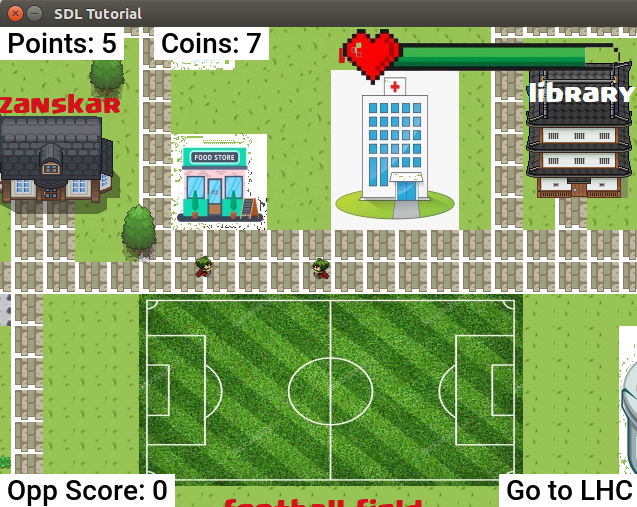 SDL Tutorial
Points: 5
Coins: 7
ZANSKAR
LIBRARY
FOOD STORE
Opp Score: 0
football field
Go to LHC